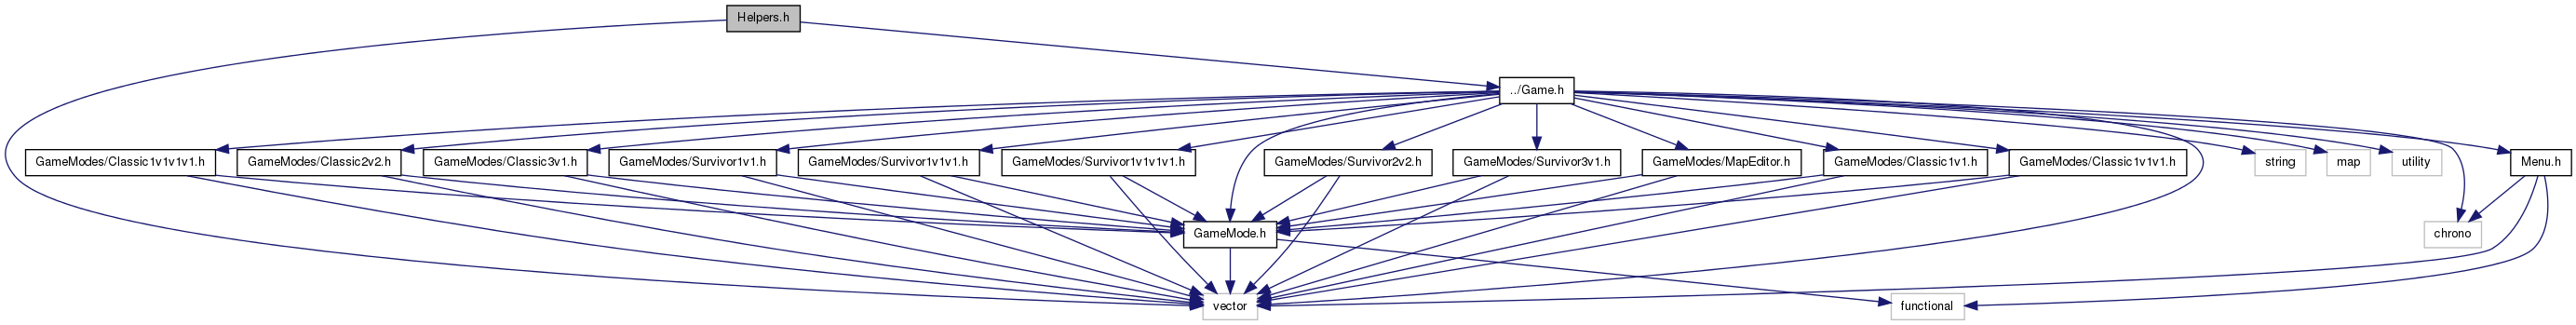 Helpers.h
../Game.h
GameModes/Classic1v1v1v1.h
GameModes/Classic2v2.h
GameModes/Classic3v1.h
GameModes/Survivor1v1.h
GameModes/Survivor1v1v1.h
GameModes/Survivor1v1v1v1.h
GameModes/Survivor2v2.h
GameModes/Survivor3v1.h
GameModes/MapEditor.h
GameModes/Classic1v1.h
GameModes/Classic1v1v1.h
string
map
utility
Menu.h
GameMode.h
chrono
vector
functional